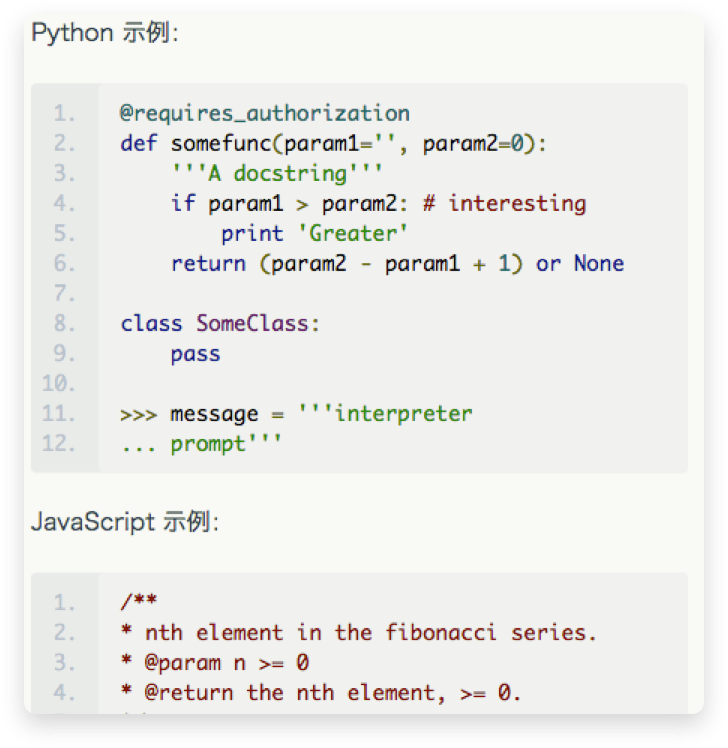 Python 示例:
1. @requires_authorization
2. def somefunc(param1='', param2=0):
3.     '''A docstring'''
4.     if param1 > param2: # interesting
5.         print 'Greater'
6.     return (param2 - param1 + 1) or None
7.
8. class SomeClass:
9.     pass
10.
11. >>> message = '''interpreter
12. ... prompt'''
JavaScript 示例:
1. /**
2. * nth element in the fibonacci series.
3. * @param n >= 0
4. * @return the nth element, >= 0.